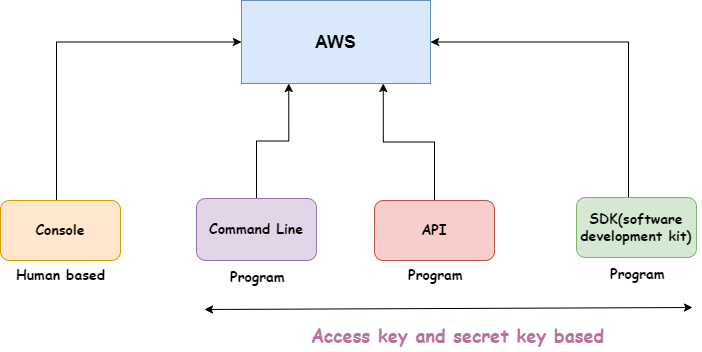 AWS
Console
Command Line
API
SDK(software
development kit)
Human based
Program
Program
Program
Access key and secret key based